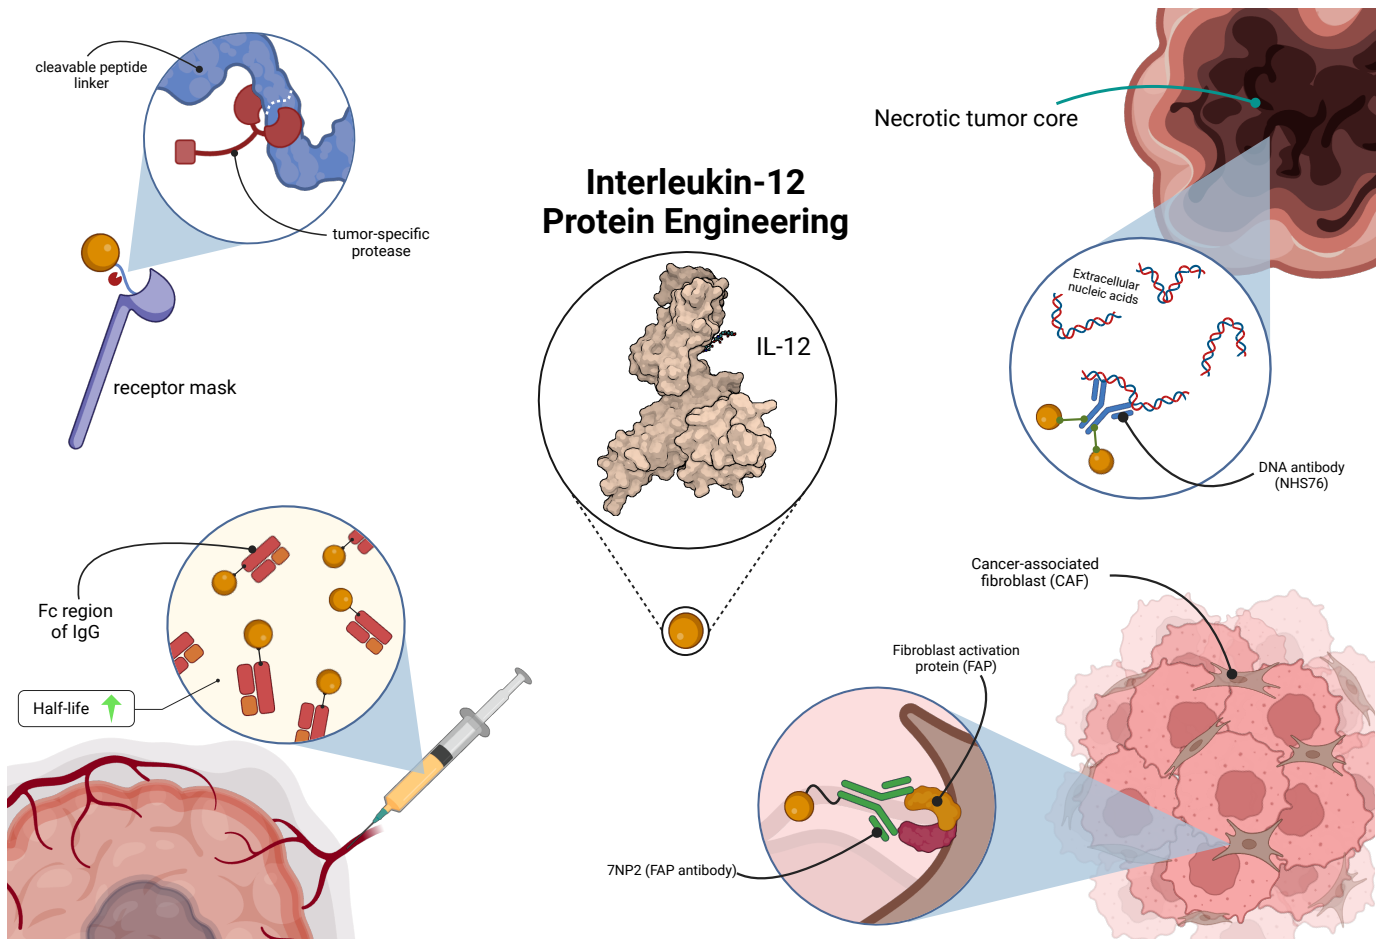 cleavable peptide
linker
tumor-specific
protease
receptor mask
Interleukin-12
Protein Engineering
IL-12
Necrotic tumor core
Extracellular
nucleic acids
DNA antibody
(NHS76)
Fc region
of IgG
Half-life
Cancer-associated
fibroblast (CAF)
Fibroblast activation
protein (FAP)
7NP2 (FAP antibody)